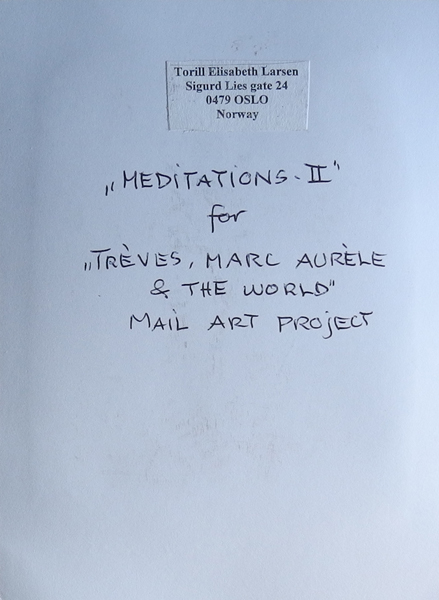 Torill Elisabeth Larsen
Sigurd Lies gate 24
0479 OSLO
Norway
„MEDITATIONS-II"
for
„TRÈVES, MARC AURÈLE
& THE WORLD"
MAIL ART PROJECT